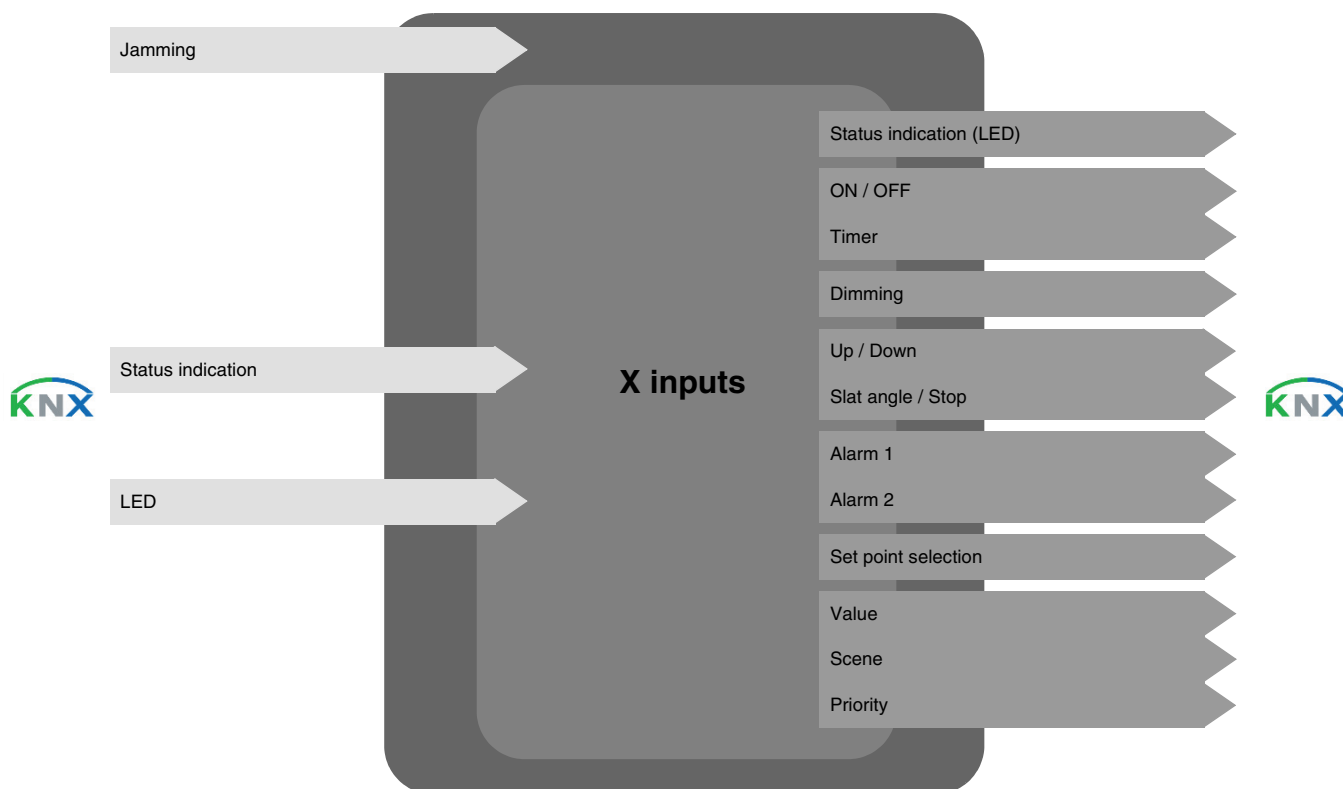 Jamming
Status indication
LED
KNX
X inputs
Status indication (LED)
ON / OFF
Timer
Dimming
Up / Down
Slat angle / Stop
Alarm 1
Alarm 2
Set point selection
Value
Scene
Priority
KNX